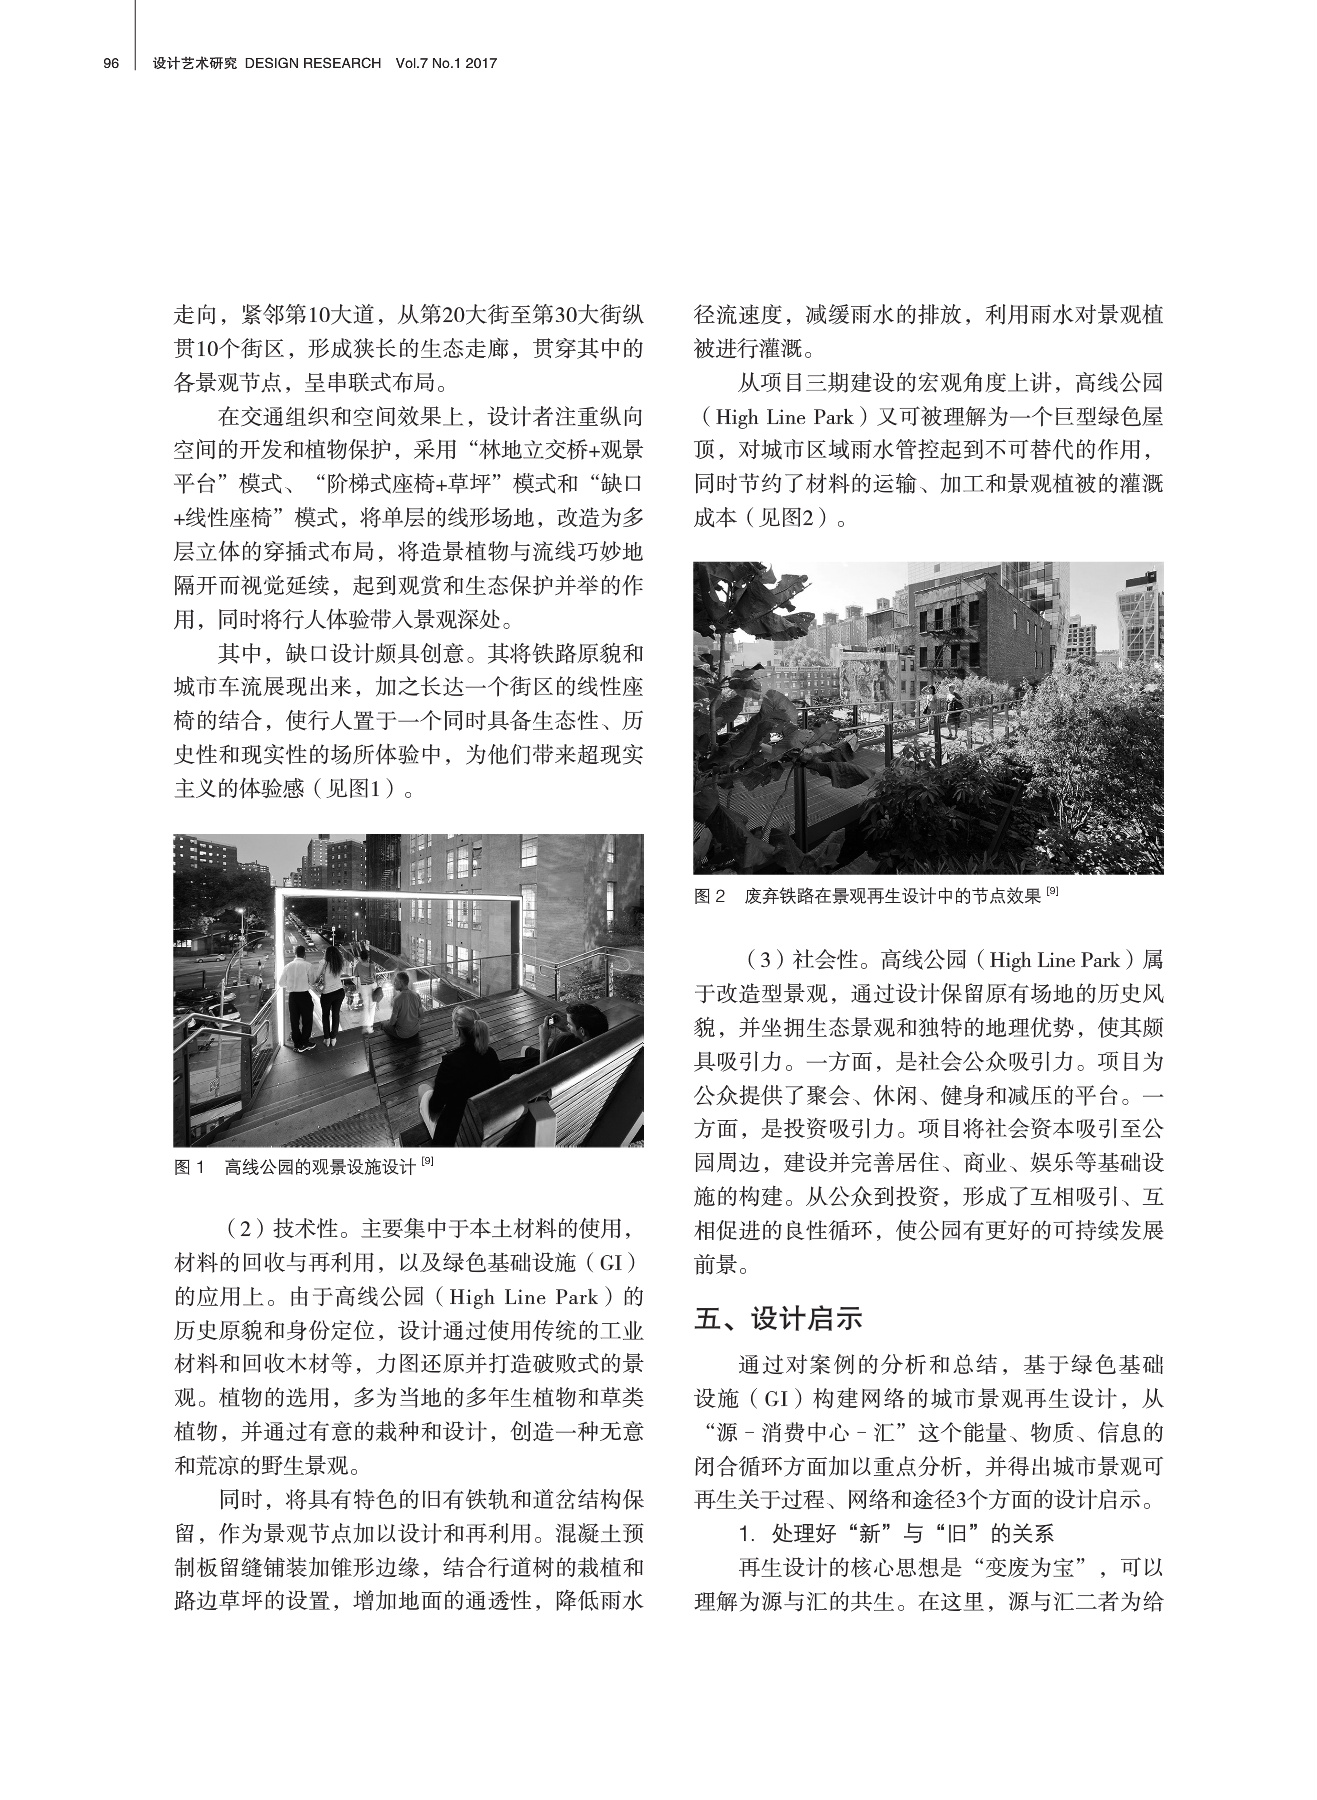 96 设计艺术研究 DESIGN RESEARCH Vol.7 No.1 2017
走向，紧邻第10大道，从第20大街至第30大街纵
贯10个街区，形成狭长的生态走廊，贯穿其中的
各景观节点，呈串联式布局。
在交通组织和空间效果上，设计者注重纵向
空间的开发和植物保护，采用“林地立交桥+观景
平台”模式、“阶梯式座椅+草坪”模式和“缺口
+线性座椅”模式，将单层的线形场地，改造为多
层立体的穿插式布局，将造景植物与流线巧妙地
隔开而视觉延续，起到观赏和生态保护并举的作
用，同时将行人体验带入景观深处。
其中，缺口设计颇具创意。其将铁路原貌和
城市车流展现出来，加之长达一个街区的线性座
椅的结合，使行人置于一个同时具备生态性、历
史性和现实性的场所体验中，为他们带来超现实
主义的体验感（见图1）。
图 1 高线公园的观景设施设计 [9]
（2）技术性。主要集中于本土材料的使用，
材料的回收与再利用，以及绿色基础设施（GI）
的应用上。由于高线公园（High Line Park）的
历史原貌和身份定位，设计通过使用传统的工业
材料和回收木材等，力图还原并打造破败式的景
观。植物的选用，多为当地的多年生植物和草类
植物，并通过有意的栽种和设计，创造一种无意
和荒凉的野生景观。
同时，将具有特色的旧有铁轨和道岔结构保
留，作为景观节点加以设计和再利用。混凝土预
制板留缝铺装加锥形边缘，结合行道树的栽植和
路边草坪的设置，增加地面的通透性，降低雨水
径流速度，减缓雨水的排放，利用雨水对景观植
被进行灌溉。
从项目三期建设的宏观角度上讲，高线公园
（High Line Park）又可被理解为一个巨型绿色屋
顶，对城市区域雨水管控起到不可替代的作用，
同时节约了材料的运输、加工和景观植被的灌溉
成本（见图2）。
图 2 废弃铁路在景观再生设计中的节点效果 [9]
（3）社会性。高线公园（High Line Park）属
于改造型景观，通过设计保留原有场地的历史风
貌，并坐拥生态景观和独特的地理优势，使其颇
具吸引力。一方面，是社会公众吸引力。项目为
公众提供了聚会、休闲、健身和减压的平台。一
方面，是投资吸引力。项目将社会资本吸引至公
园周边，建设并完善居住、商业、娱乐等基础设
施的构建。从公众到投资，形成了互相吸引、互
相促进的良性循环，使公园有更好的可持续发展
前景。
五、设计启示
通过对案例的分析和总结，基于绿色基础
设施（GI）构建网络的城市景观再生设计，从
“源－消费中心－汇”这个能量、物质、信息的
闭合循环方面加以重点分析，并得出城市景观可
再生关于过程、网络和途径3个方面的设计启示。
1. 处理好“新”与“旧”的关系
再生设计的核心思想是“变废为宝”，可以
理解为源与汇的共生。在这里，源与汇二者为给